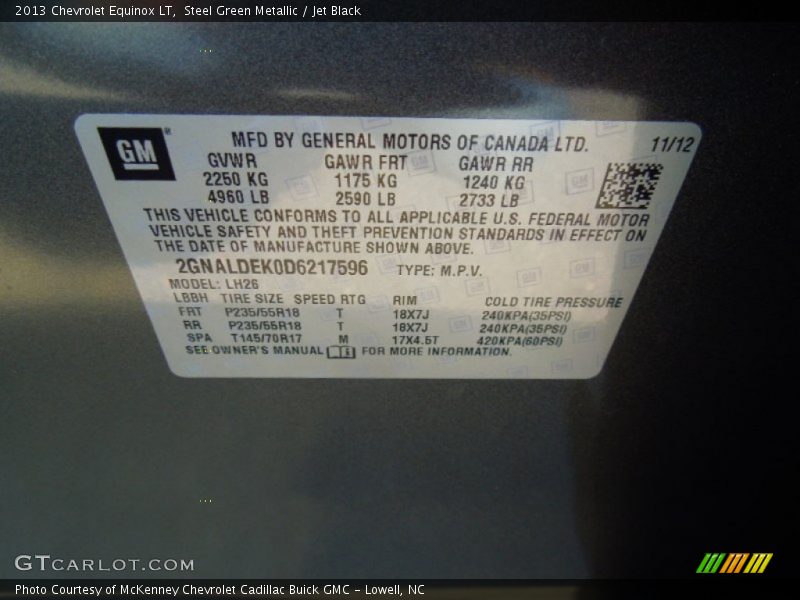 2013 Chevrolet Equinox LT,  Steel Green Metallic / Jet Black
GM
MFD BY GENERAL MOTORS OF CANADA LTD. 11/12
GVWR GAWR FRT GAWR RR
2250 KG 1175 KG 1240 KG
4960 LB 2590 LB 2733 LB
THIS VEHICLE CONFORMS TO ALL APPLICABLE U.S. FEDERAL MOTOR
VEHICLE SAFETY AND THEFT PREVENTION STANDARDS IN EFFECT ON
THE DATE OF MANUFACTURE SHOWN ABOVE.
2GNALDEK0D6217596 TYPE: M.P.V.
MODEL: LH26
LBBH TIRE SIZE SPEED RTG RIM COLD TIRE PRESSURE
FRT P235/55R18 T 18X7J 240KPA(35PSI)
RR P235/55R18 T 18X7J 240KPA(35PSI)
SPA T145/70R17 M 17X4.5T 420KPA(60PSI)
SEE OWNER'S MANUAL FOR MORE INFORMATION.
GTCARLOT.COM
Photo Courtesy of McKenney Chevrolet Cadillac Buick GMC – Lowell, NC